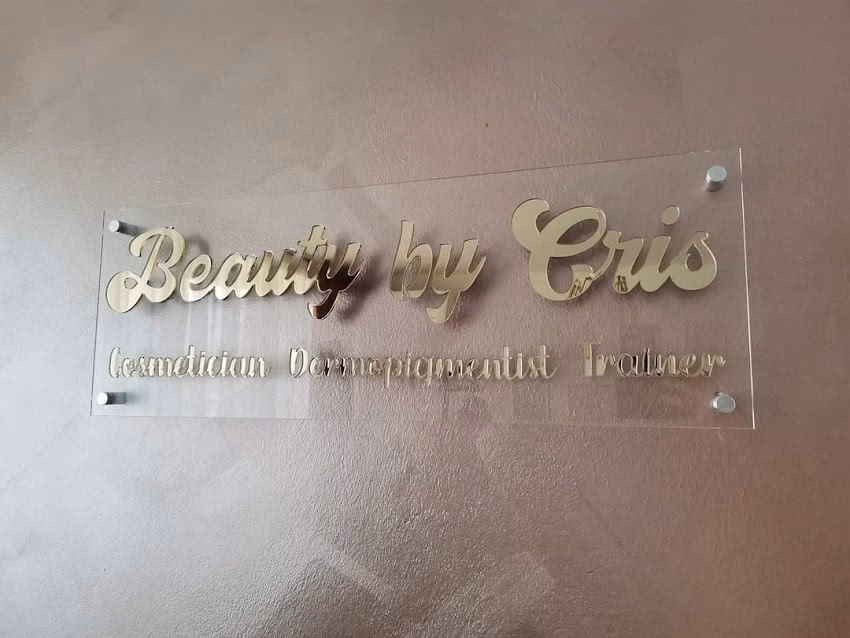 Beauty by Cris
Cosmetician Dermopigmentist Trainer